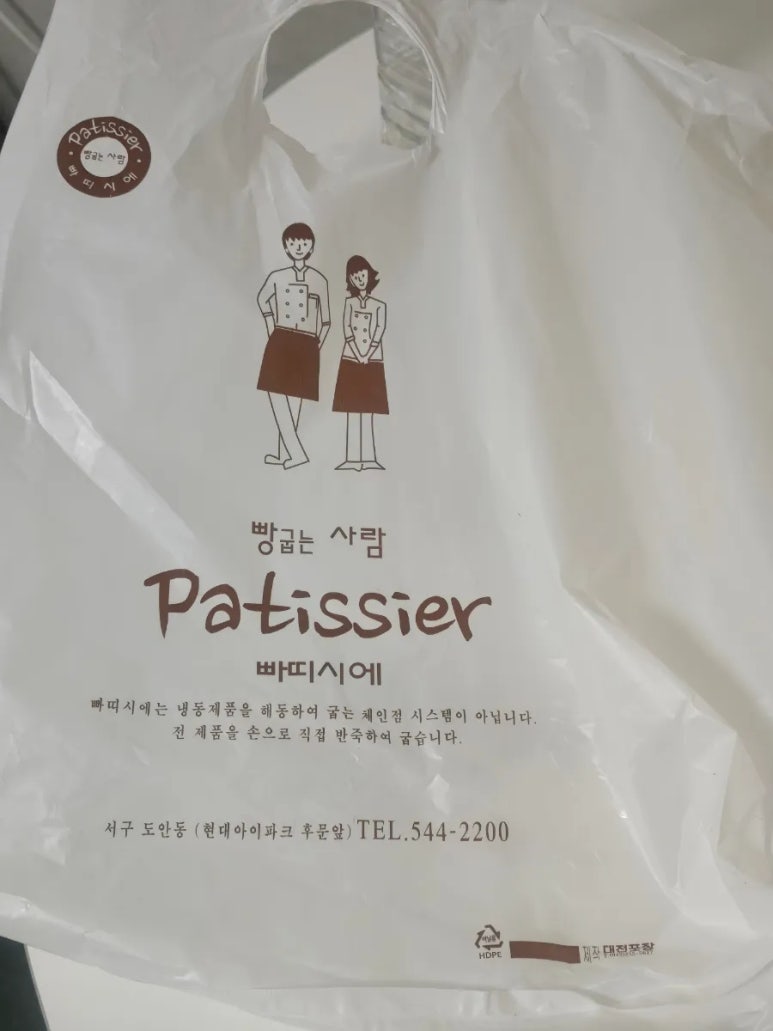 Patissier
빵굽는 사람
빠띠시에
빵굽는 사람
Patissier
빠띠시에
빠띠시에는 냉동제품을 해동하여 굽는 체인점 시스템이 아닙니다.
전 제품을 손으로 직접 반죽하여 굽습니다.
서구 도안동 (현대아이파크 후문앞) TEL.544-2200
HDPE
제작 대전포장